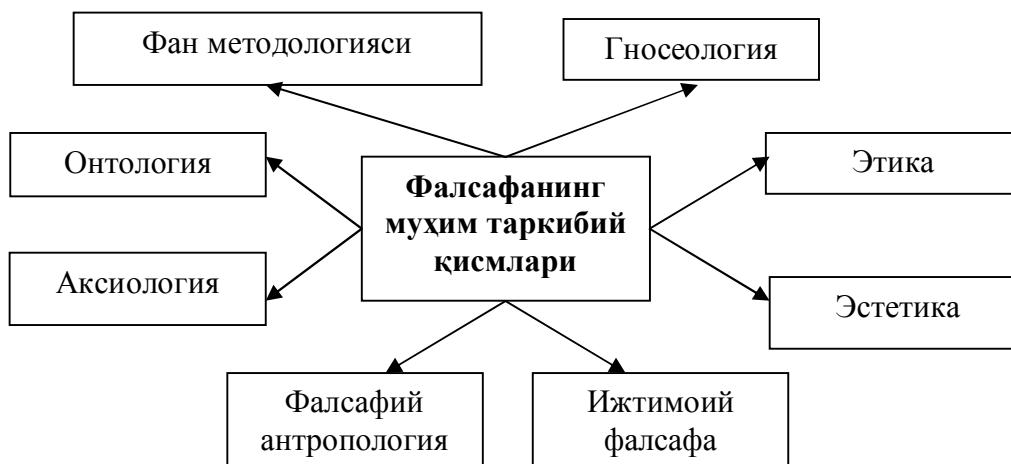 Фан методологияси
Гносеология
Онтология
Этика
Фалсафанинг
муҳим таркибий
қисмлари
Аксиология
Эстетика
Фалсафий
антропология
Ижтимоий
фалсафа